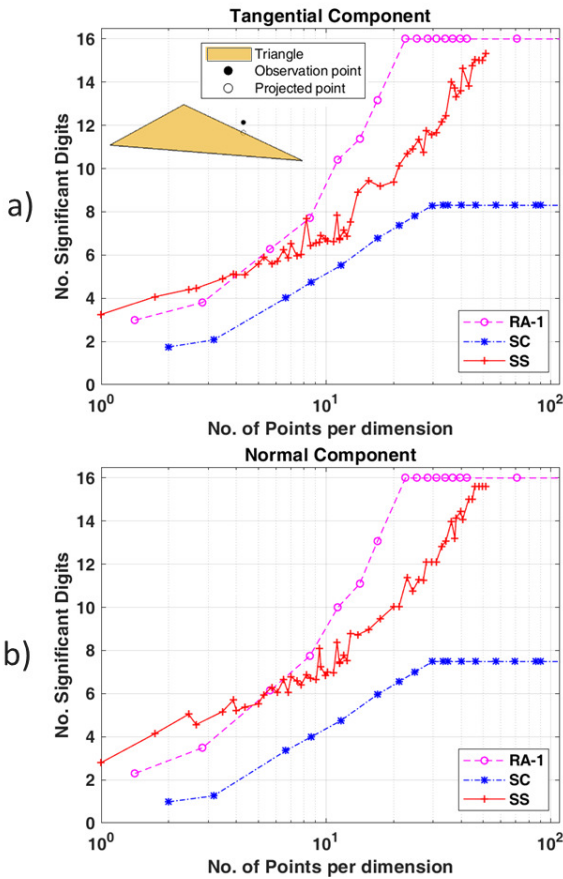 a)
Tangential Component
No. Significant Digits
16
14
12
10
8
6
4
2
0
Triangle
Observation point
Projected point
RA-1
SC
SS
10^0
10^1
10^2
No. of Points per dimension
b)
Normal Component
No. Significant Digits
16
14
12
10
8
6
4
2
0
RA-1
SC
SS
10^0
10^1
10^2
No. of Points per dimension